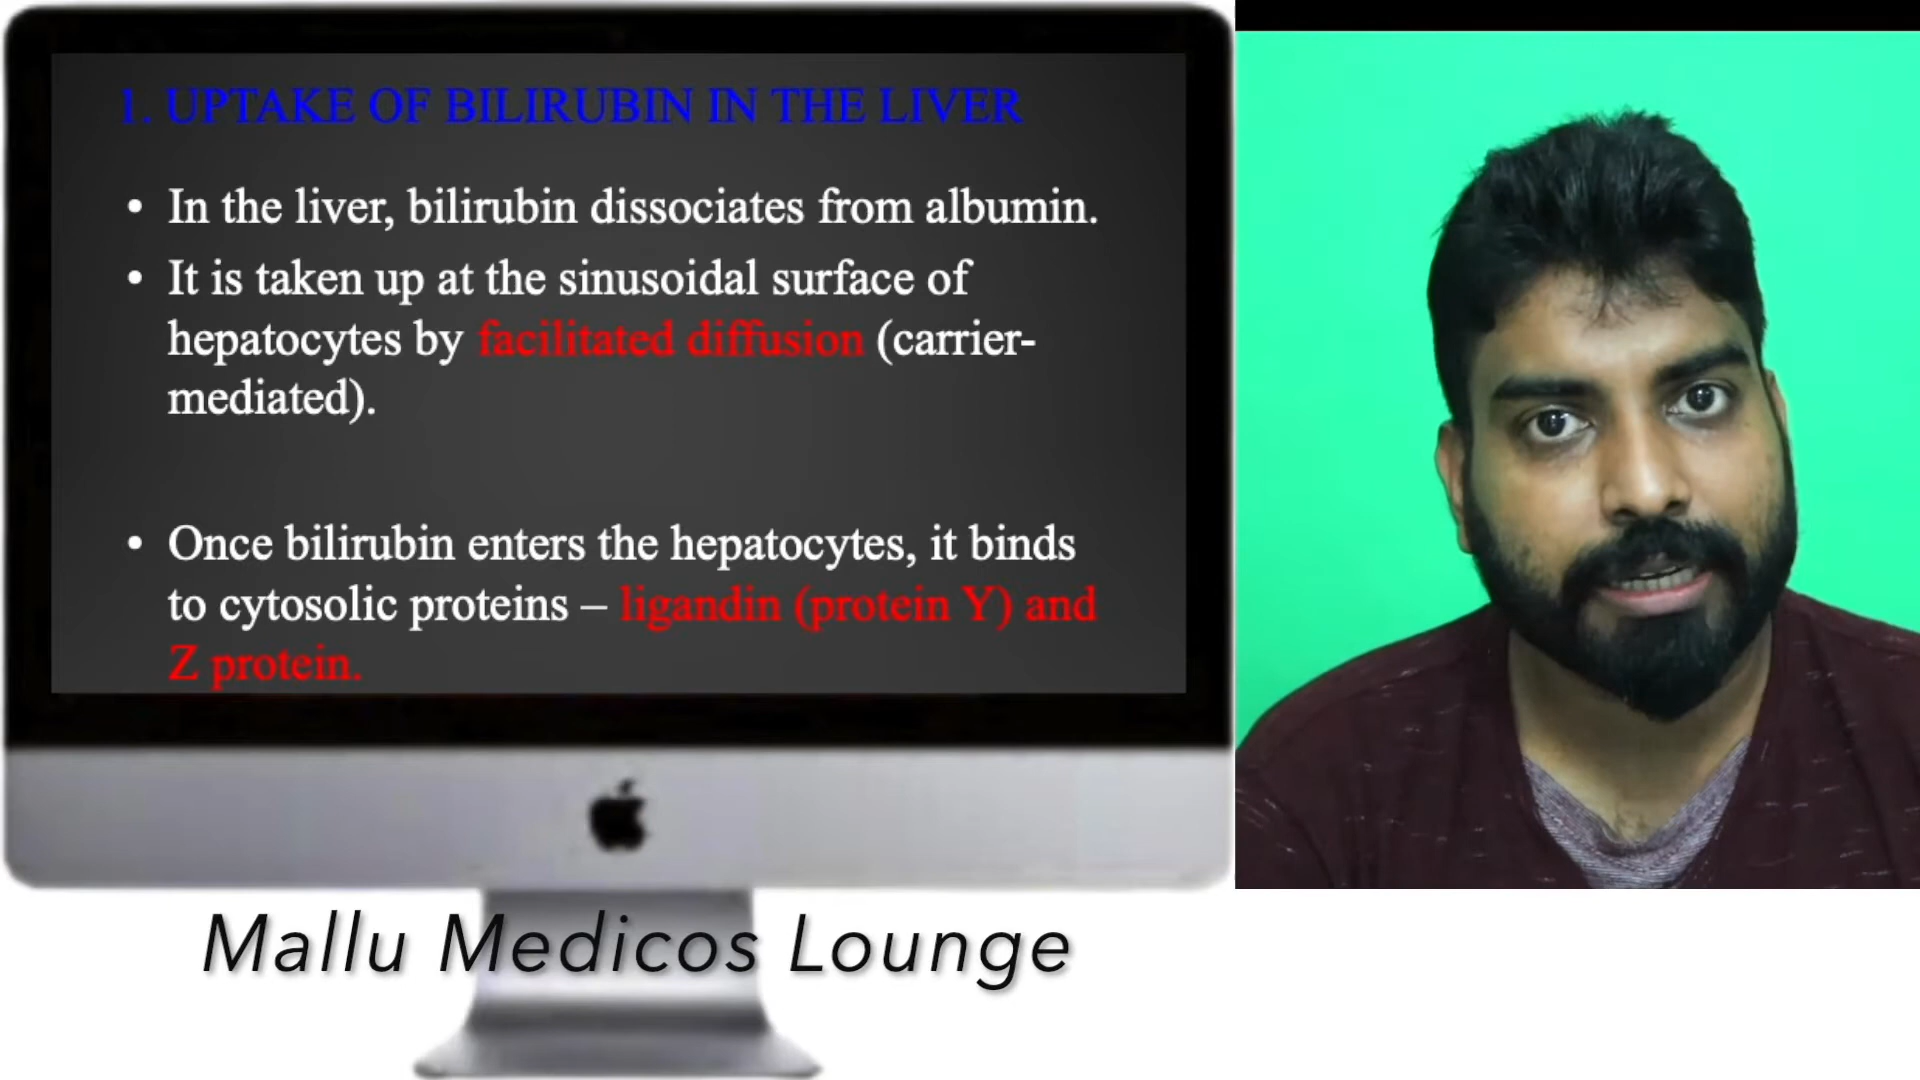 1. UPTAKE OF BILIRUBIN IN THE LIVER
• In the liver, bilirubin dissociates from albumin.
• It is taken up at the sinusoidal surface of
hepatocytes by facilitated diffusion (carrier-
mediated).
• Once bilirubin enters the hepatocytes, it binds
to cytosolic proteins – ligandin (protein Y) and
Z protein.
Mallu Medicos Lounge